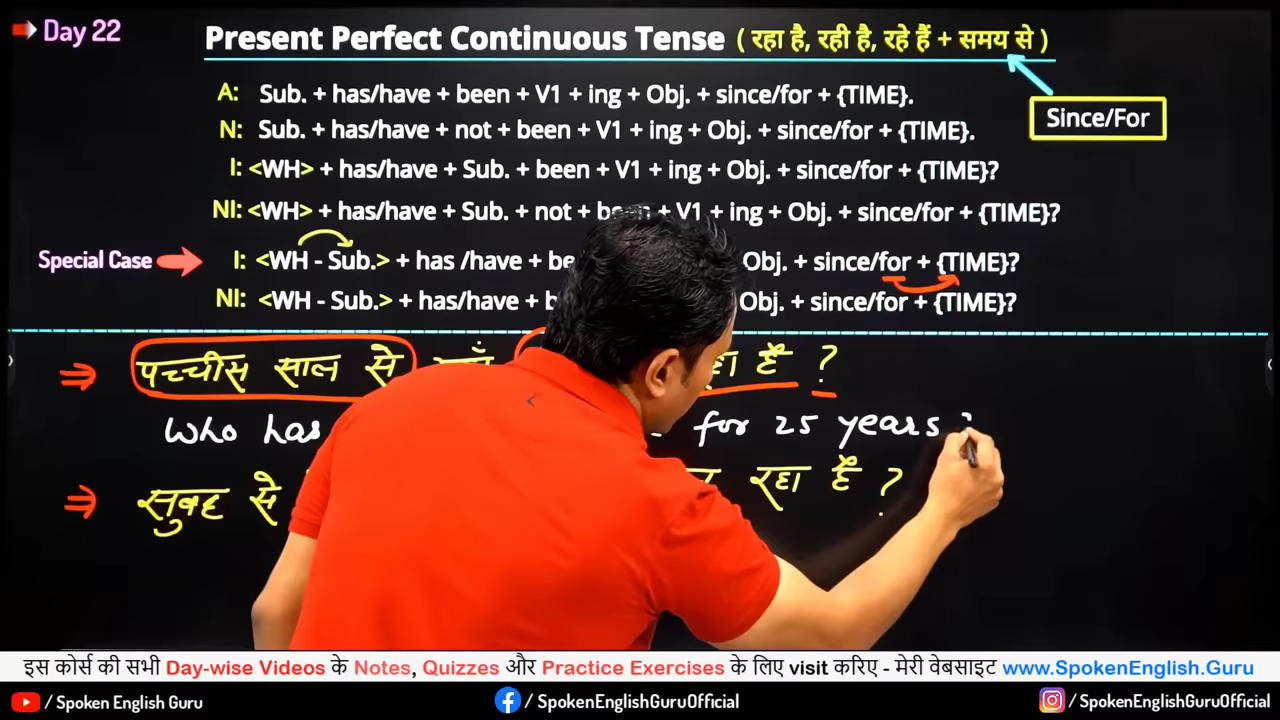 Day 22
Present Perfect Continuous Tense ( रहा है, रही है, रहे हैं + समय से )
Since/For
A: Sub. + has/have + been + V1 + ing + Obj. + since/for + {TIME}.
N: Sub. + has/have + not + been + V1 + ing + Obj. + since/for + {TIME}.
I: <WH> + has/have + Sub. + been + V1 + ing + Obj. + since/for + {TIME}?
NI: <WH> + has/have + Sub. + not + been + V1 + ing + Obj. + since/for + {TIME}?
Special Case I: <WH - Sub.> + has /have + Obj. + since/for + {TIME}?
NI: <WH - Sub.> + has/have + Obj. + since/for + {TIME}?
⇒ पच्चीस साल से है ?
Who has for 25 years
⇒ सुबह से रहा है ?
इस कोर्स की सभी Day-wise Videos के Notes, Quizzes और Practice Exercises के लिए visit करिए - मेरी वेबसाइट www.SpokenEnglish.Guru
/ Spoken English Guru / SpokenEnglishGuruOfficial / SpokenEnglishGuruOfficial